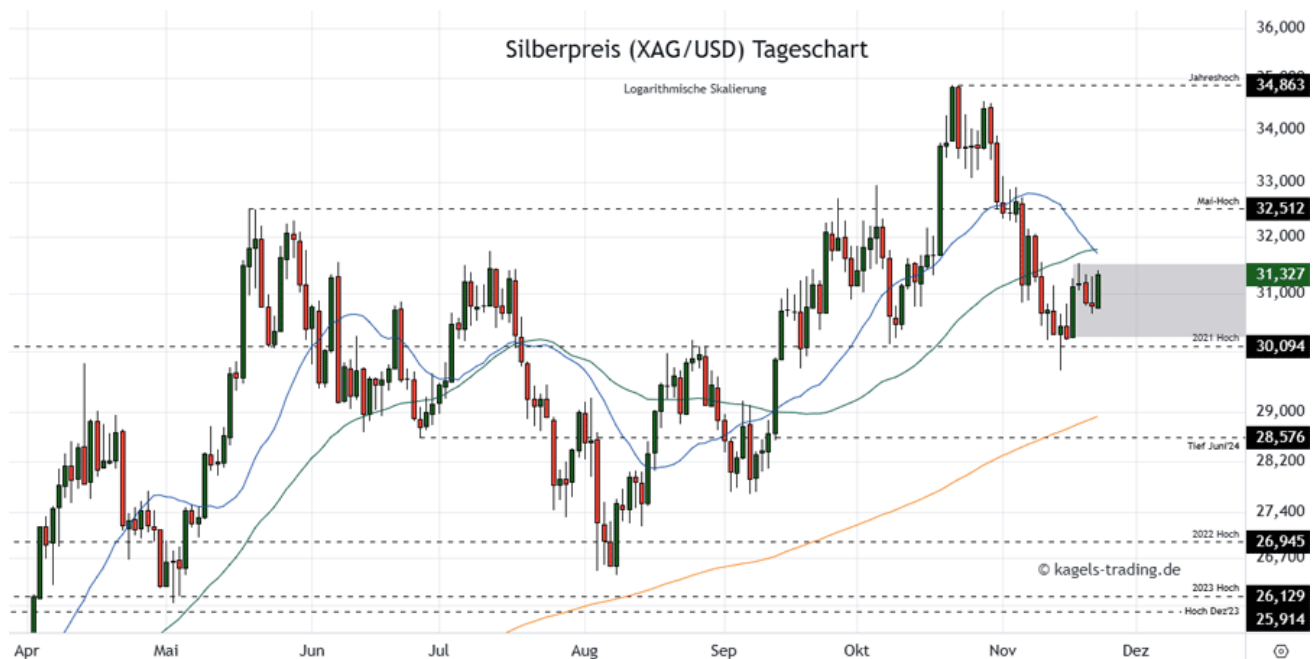 Silberpreis (XAG/USD) Tageschart
Logarithmische Skalierung
36,000
Jahreshoch
34,863
34,000
33,000
Mai-Hoch
32,512
32,000
31,327
31,000
2021 Hoch
30,094
29,000
28,576
Tief Juni'24
28,200
27,400
2022 Hoch
26,945
26,700
© kagels-trading.de
2023 Hoch
26,129
Hoch Dez'23
25,914
Apr Mai Jun Jul Aug Sep Okt Nov Dez